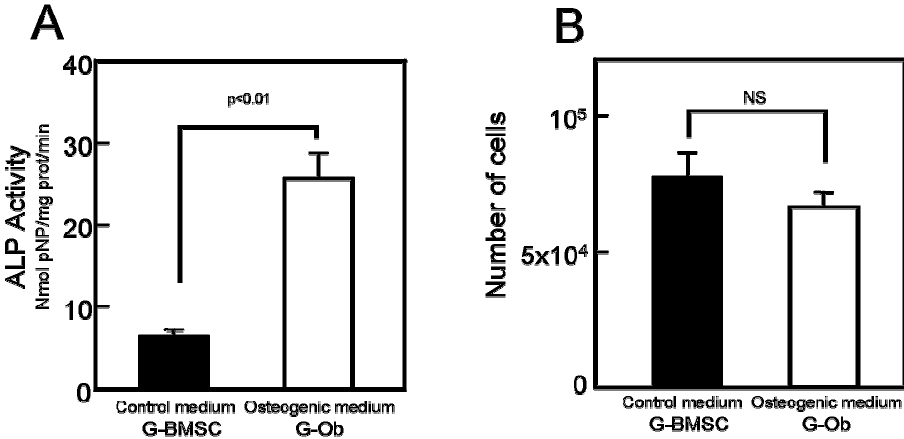 A
ALP Activity
Nmol pNP/mg prot/min
40
30
20
10
0
p<0.01
Control medium
G-BMSC
Osteogenic medium
G-Ob
B
Number of cells
10⁵
5x10⁴
0
NS
Control medium
G-BMSC
Osteogenic medium
G-Ob